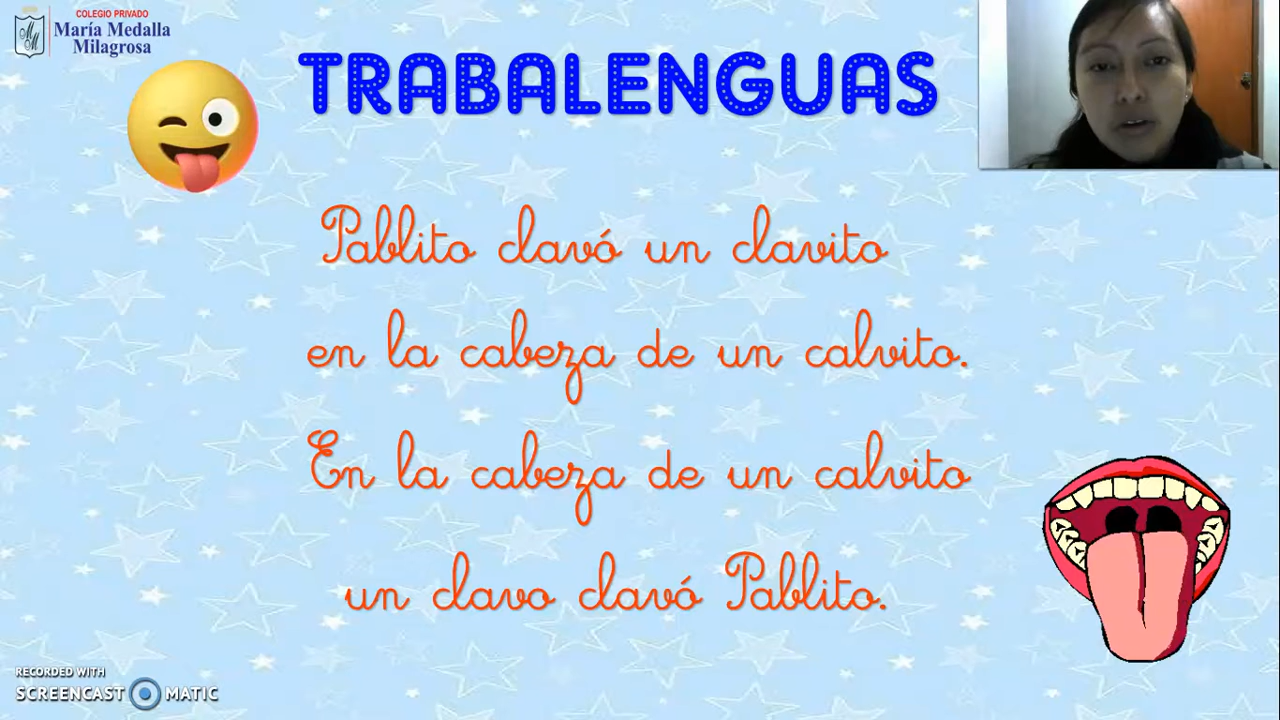 COLEGIO PRIVADO
María Medalla
Milagrosa
TRABALENGUAS
Pablito clavó un clavito
en la cabeza de un calvito.
En la cabeza de un calvito
un clavo clavó Pablito.
RECORDED WITH
SCREENCAST MATIC